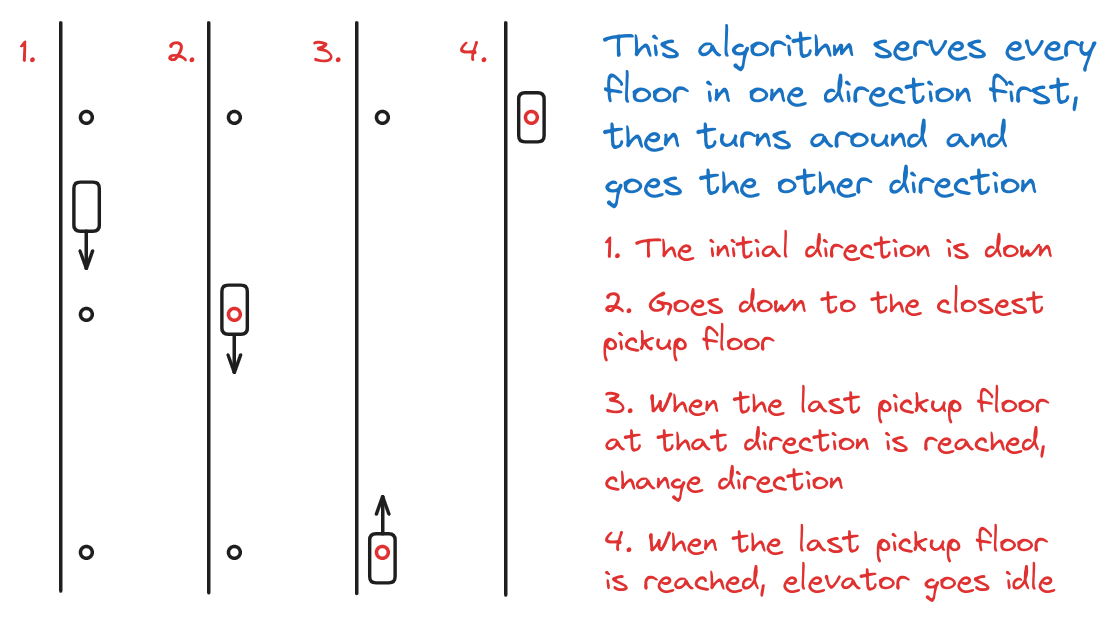 1.
2.
3.
4.
This algorithm serves every
floor in one direction first,
then turns around and
goes the other direction
1. The initial direction is down
2. Goes down to the closest
pickup floor
3. When the last pickup floor
at that direction is reached,
change direction
4. When the last pickup floor
is reached, elevator goes idle